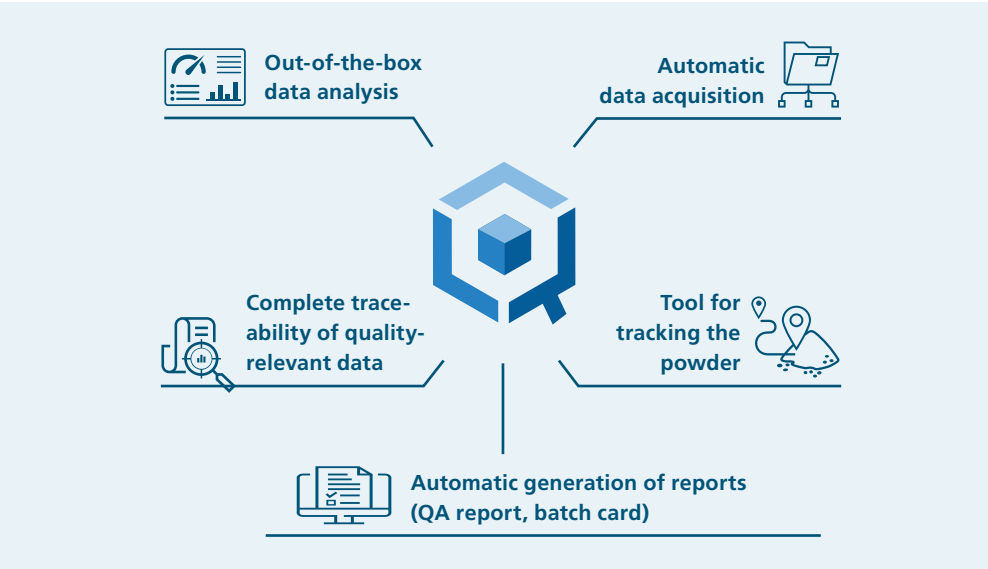 Out-of-the-box
data analysis
Automatic
data acquisition
Complete trace-
ability of quality-
relevant data
Tool for
tracking the
powder
Automatic generation of reports
(QA report, batch card)